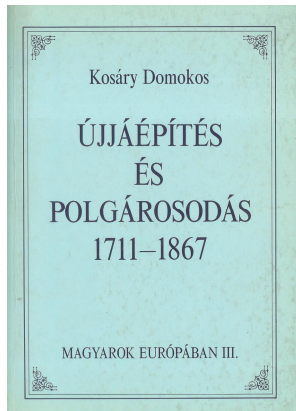 Kosáry Domokos
ÚJJÁÉPÍTÉS
ÉS
POLGÁROSODÁS
1711–1867
MAGYAROK EURÓPÁBAN III.